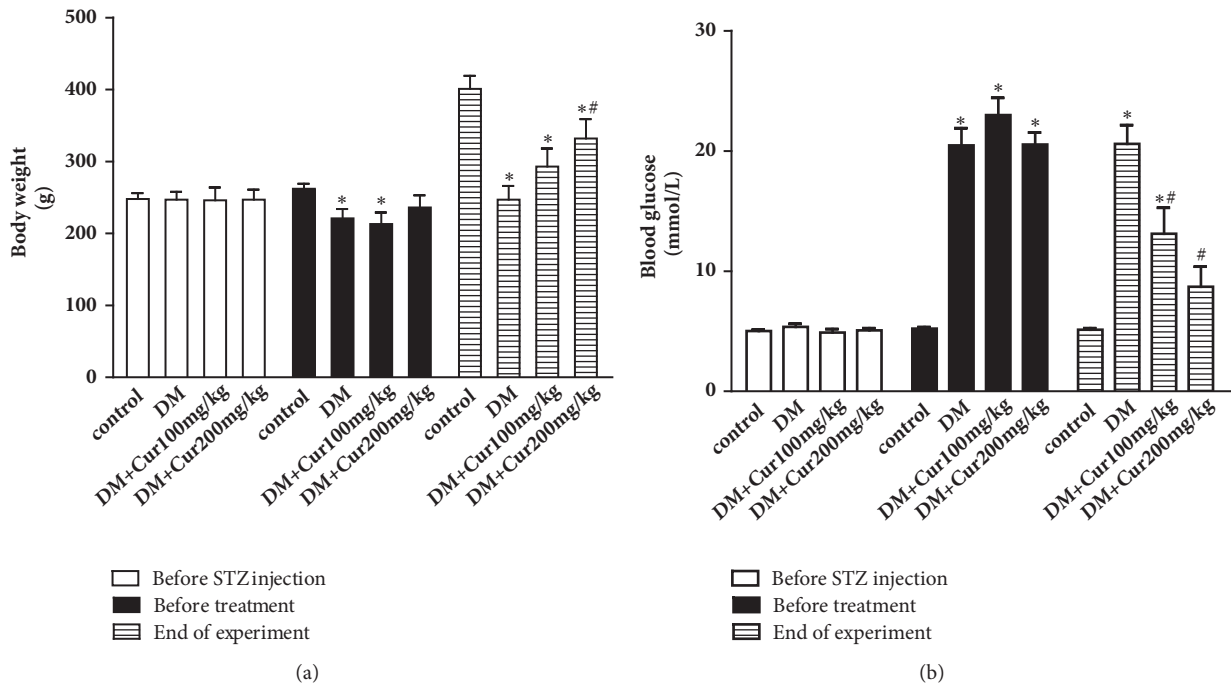 500
400
300
200
100
0
Body weight
(g)
*
*
*
*
*#
control
DM
DM+Cur100mg/kg
DM+Cur200mg/kg
control
DM
DM+Cur100mg/kg
DM+Cur200mg/kg
control
DM
DM+Cur100mg/kg
DM+Cur200mg/kg
Before STZ injection
Before treatment
End of experiment
(a)
30
20
10
0
Blood glucose
(mmol/L)
*
*
*
*
*#
#
control
DM
DM+Cur100mg/kg
DM+Cur200mg/kg
control
DM
DM+Cur100mg/kg
DM+Cur200mg/kg
control
DM
DM+Cur100mg/kg
DM+Cur200mg/kg
Before STZ injection
Before treatment
End of experiment
(b)